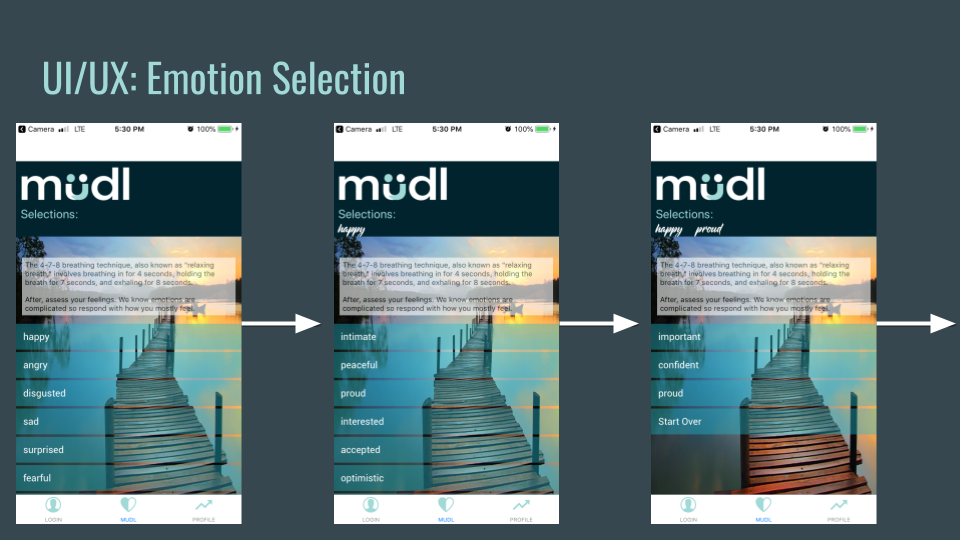 UI/UX: Emotion Selection
Camera LTE 5:30 PM 100%
müdl
Selections:
The 4-7-8 breathing technique, also known as "relaxing
breath," involves breathing in for 4 seconds, holding the
breath for 7 seconds, and exhaling for 8 seconds.
After, assess your feelings. We know emotions are
complicated so respond with how you mostly feel.
happy
angry
disgusted
sad
surprised
fearful
LOGIN MUDL PROFILE
Camera LTE 5:30 PM 100%
müdl
Selections:
happy
The 4-7-8 breathing technique, also known as "relaxing
breath," involves breathing in for 4 seconds, holding the
breath for 7 seconds, and exhaling for 8 seconds.
After, assess your feelings. We know emotions are
complicated so respond with how you mostly feel.
intimate
peaceful
proud
interested
accepted
optimistic
LOGIN MUDL PROFILE
Camera LTE 5:30 PM 100%
müdl
Selections:
happy proud
The 4-7-8 breathing technique, also known as "relaxing
breath," involves breathing in for 4 seconds, holding the
breath for 7 seconds, and exhaling for 8 seconds.
After, assess your feelings. We know emotions are
complicated so respond with how you mostly feel.
important
confident
proud
Start Over
LOGIN MUDL PROFILE